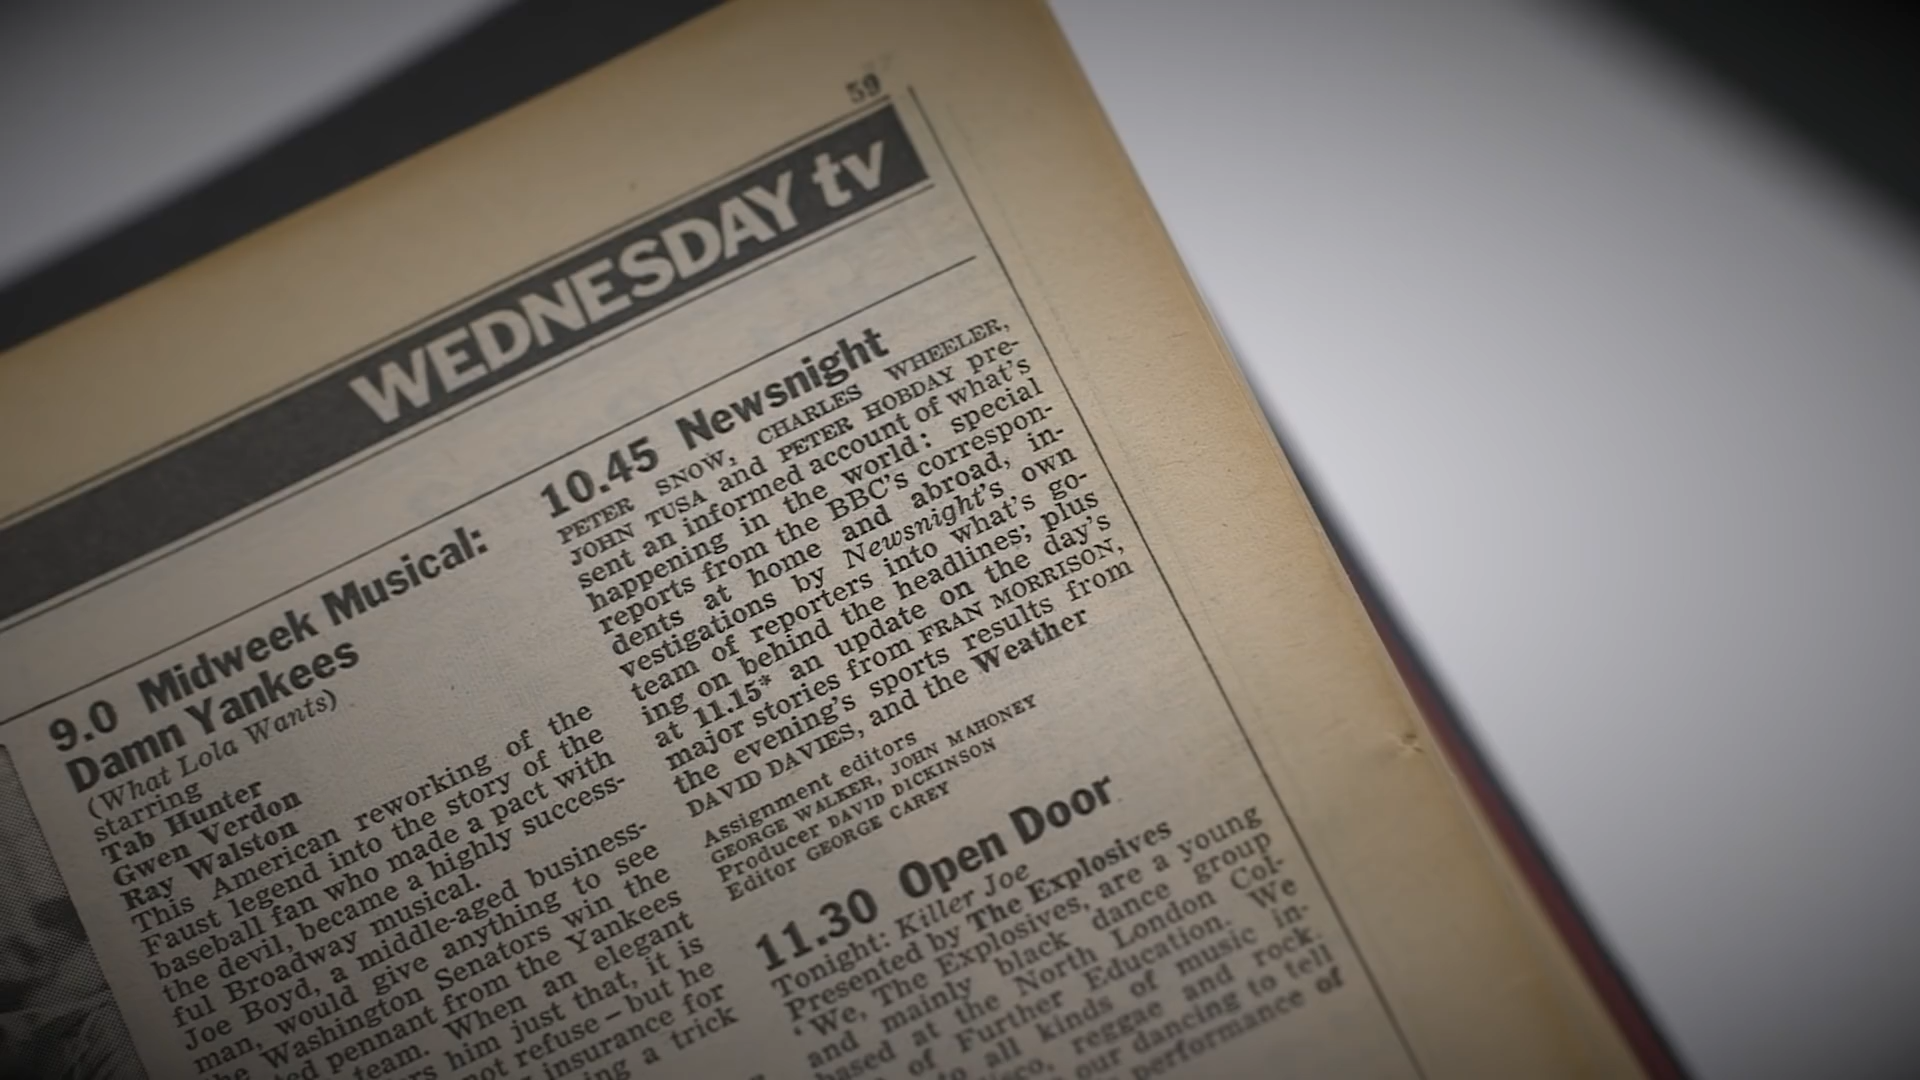 59
WEDNESDAY tv
9.0 Midweek Musical:
Damn Yankees
(What Lola Wants)
starring
Tab Hunter
Gwen Verdon
Ray Walston
This American reworking of the
Faust legend into the story of the
baseball fan who made a pact with
the devil, became a highly success-
ful Broadway musical.
Joe Boyd, a middle-aged business-
man, would give anything to see
Washington Senators win the
pennant from the Yankees
team. When an elegant
him just that, it is
not refuse – but he
insurance for
a trick
10.45 Newsnight
PETER SNOW, CHARLES WHEELER,
JOHN TUSA and PETER HOBDAY pre-
sent an informed account of what's
happening in the world: special
reports from the BBC's correspon-
dents at home and abroad, in-
vestigations by Newsnight's own
team of reporters into what's go-
ing on behind the headlines; plus
at 11.15* an update on the day's
major stories from FRAN MORRISON,
the evening's sports results from
DAVID DAVIES, and the Weather
Assignment editors
GEORGE WALKER, JOHN MAHONEY
Producer DAVID DICKINSON
Editor GEORGE CAREY
11.30 Open Door
Tonight: Killer Joe
Presented by The Explosives
'We, The Explosives, are a young
and mainly black dance group
based at the North London Col-
of Further Education. We
to all kinds of music in-
reggae and rock.
our dancing to tell
performance of